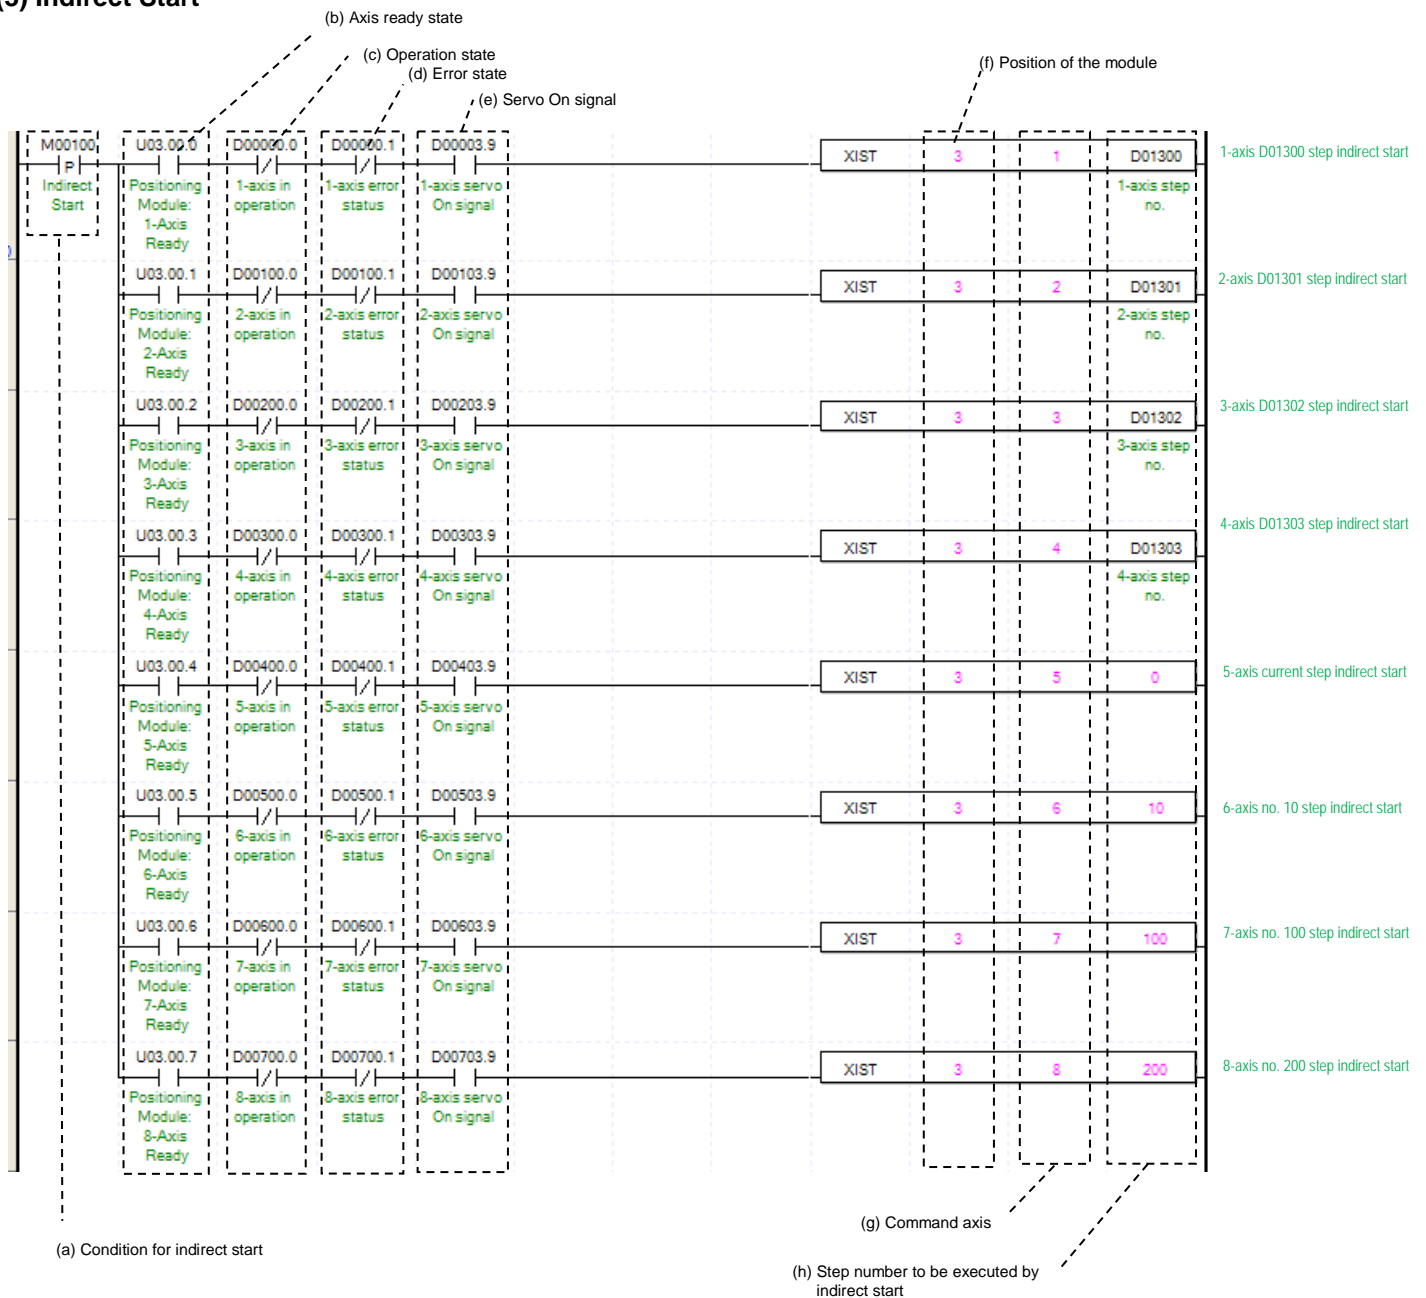 (3) Indirect Start
(b) Axis ready state
(c) Operation state
(d) Error state
(e) Servo On signal
(f) Position of the module
M00100 U03.00.0 D00000.0 D00000.1 D00003.9
P XIST 3 1 D01300 1-axis D01300 step indirect start
Indirect Positioning 1-axis in 1-axis error 1-axis servo 1-axis step
Start Module: operation status On signal no.
1-Axis
Ready
U03.00.1 D00100.0 D00100.1 D00103.9
XIST 3 2 D01301 2-axis D01301 step indirect start
Positioning 2-axis in 2-axis error 2-axis servo 2-axis step
Module: operation status On signal no.
2-Axis
Ready
U03.00.2 D00200.0 D00200.1 D00203.9
XIST 3 3 D01302 3-axis D01302 step indirect start
Positioning 3-axis in 3-axis error 3-axis servo 3-axis step
Module: operation status On signal no.
3-Axis
Ready
U03.00.3 D00300.0 D00300.1 D00303.9
XIST 3 4 D01303 4-axis D01303 step indirect start
Positioning 4-axis in 4-axis error 4-axis servo 4-axis step
Module: operation status On signal no.
4-Axis
Ready
U03.00.4 D00400.0 D00400.1 D00403.9
XIST 3 5 0 5-axis current step indirect start
Positioning 5-axis in 5-axis error 5-axis servo
Module: operation status On signal
5-Axis
Ready
U03.00.5 D00500.0 D00500.1 D00503.9
XIST 3 6 10 6-axis no. 10 step indirect start
Positioning 6-axis in 6-axis error 6-axis servo
Module: operation status On signal
6-Axis
Ready
U03.00.6 D00600.0 D00600.1 D00603.9
XIST 3 7 100 7-axis no. 100 step indirect start
Positioning 7-axis in 7-axis error 7-axis servo
Module: operation status On signal
7-Axis
Ready
U03.00.7 D00700.0 D00700.1 D00703.9
XIST 3 8 200 8-axis no. 200 step indirect start
Positioning 8-axis in 8-axis error 8-axis servo
Module: operation status On signal
8-Axis
Ready
(g) Command axis
(a) Condition for indirect start
(h) Step number to be executed by
indirect start